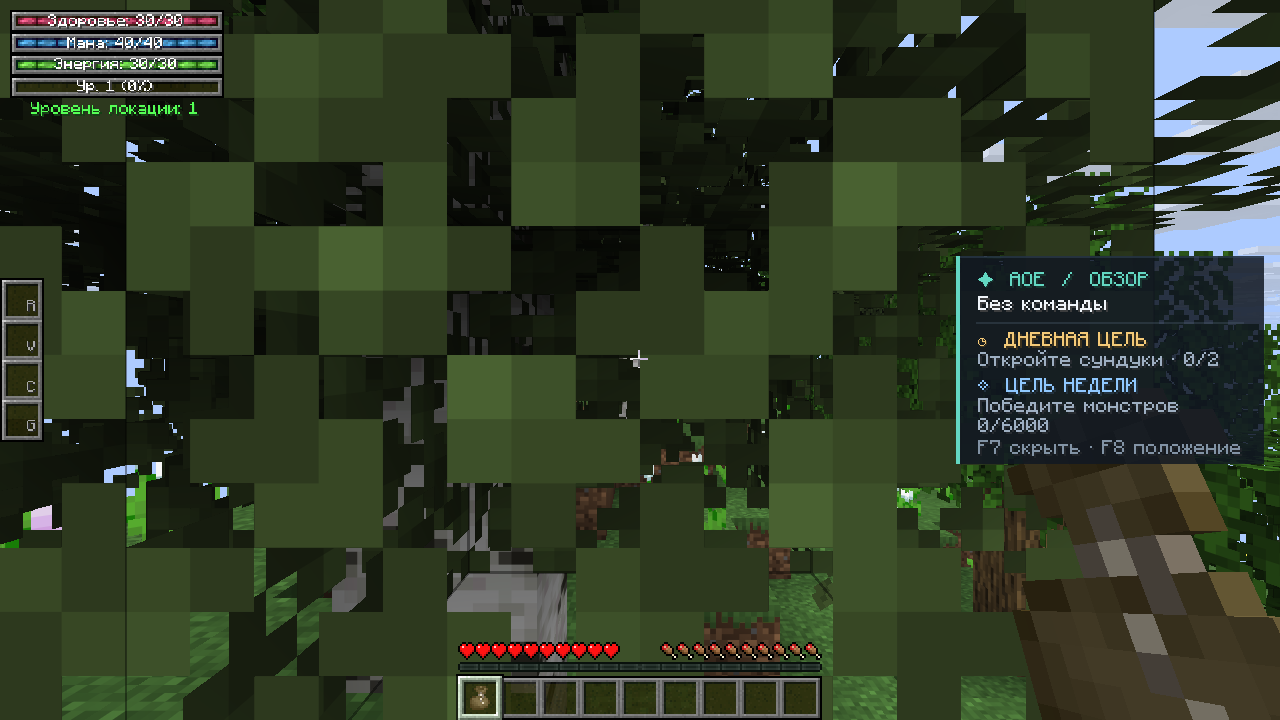 Здоровье: 30/30
Мана: 40/40
Энергия: 30/30
Ур. 1 (0%)
Уровень локации: 1
R
V
C
G
✦ AOE / ОБЗОР
Без команды
ДНЕВНАЯ ЦЕЛЬ
Откройте сундуки · 0/2
ЦЕЛЬ НЕДЕЛИ
Победите монстров
0/6000
F7 скрыть · F8 положение